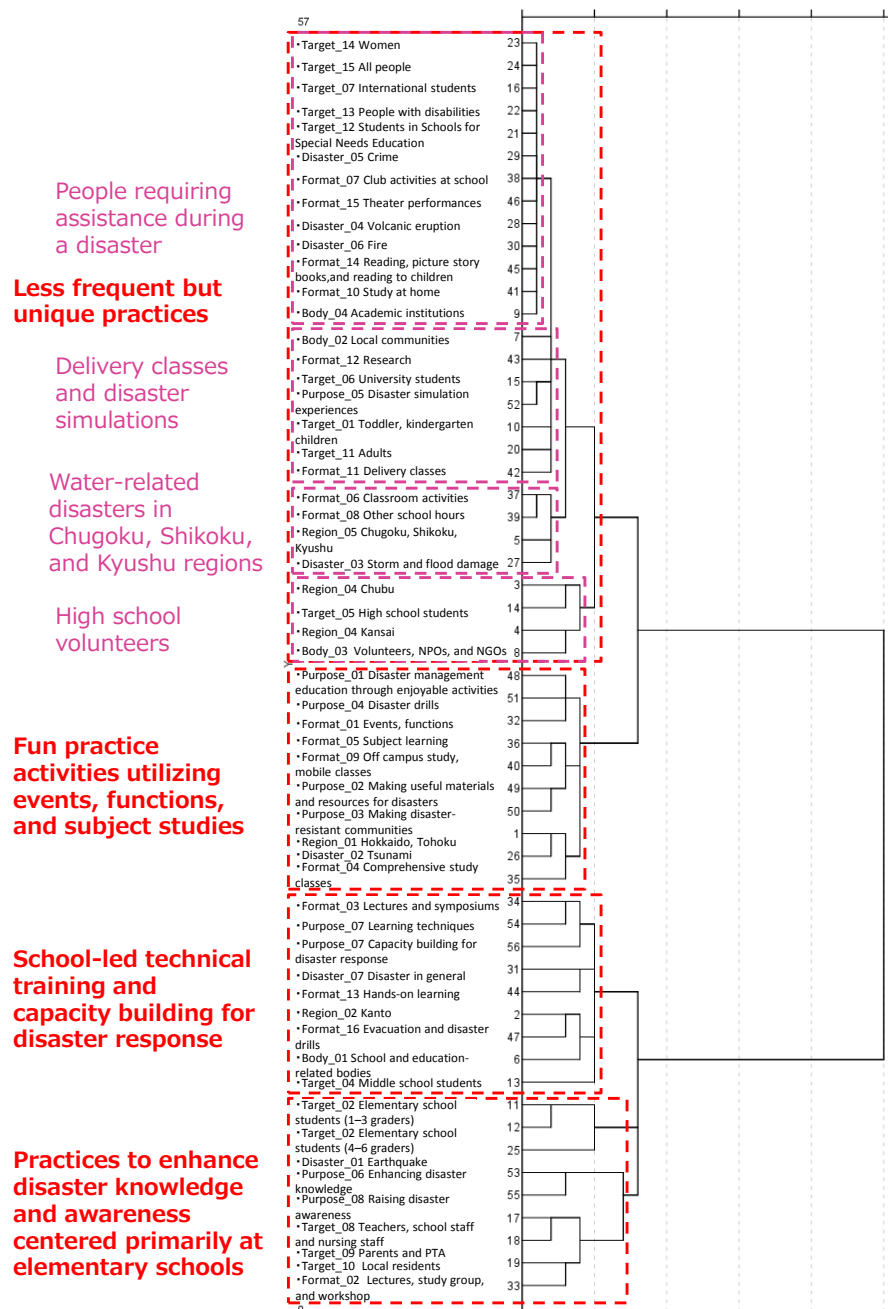 57
・Target_14 Women 23
・Target_15 All people 24
・Target_07 International students 16
・Target_13 People with disabilities 22
・Target_12 Students in Schools for 21
Special Needs Education
・Disaster_05 Crime 29
・Format_07 Club activities at school 38
・Format_15 Theater performances 46
・Disaster_04 Volcanic eruption 28
・Disaster_06 Fire 30
・Format_14 Reading, picture story 45
books,and reading to children
・Format_10 Study at home 41
・Body_04 Academic institutions 9
People requiring
assistance during
a disaster
Less frequent but
unique practices
・Body_02 Local communities 7
・Format_12 Research 43
・Target_06 University students 15
・Purpose_05 Disaster simulation 52
experiences
・Target_01 Toddler, kindergarten 10
children
・Target_11 Adults 20
・Format_11 Delivery classes 42
Delivery classes
and disaster
simulations
・Format_06 Classroom activities 37
・Format_08 Other school hours 39
・Region_05 Chugoku, Shikoku, 5
Kyushu
・Disaster_03 Storm and flood damage 27
Water-related
disasters in
Chugoku, Shikoku,
and Kyushu regions
・Region_04 Chubu 3
・Target_05 High school students 14
・Region_04 Kansai 4
・Body_03 Volunteers, NPOs, and NGOs 8
High school
volunteers
Y
・Purpose_01 Disaster management 48
education through enjoyable activities
・Purpose_04 Disaster drills 51
・Format_01 Events, functions 32
・Format_05 Subject learning 36
・Format_09 Off campus study, 40
mobile classes
・Purpose_02 Making useful materials 49
and resources for disasters
・Purpose_03 Making disaster- 50
resistant communities
・Region_01 Hokkaido, Tohoku 1
・Disaster_02 Tsunami 26
・Format_04 Comprehensive study 35
classes
Fun practice
activities utilizing
events, functions,
and subject studies
・Format_03 Lectures and symposiums 34
・Purpose_07 Learning techniques 54
・Purpose_07 Capacity building for 56
disaster response
・Disaster_07 Disaster in general 31
・Format_13 Hands-on learning 44
・Region_02 Kanto 2
・Format_16 Evacuation and disaster 47
drills
・Body_01 School and education- 6
related bodies
・Target_04 Middle school students 13
School-led technical
training and
capacity building for
disaster response
・Target_02 Elementary school 11
students (1–3 graders)
・Target_02 Elementary school 12
students (4–6 graders)
・Disaster_01 Earthquake 25
・Purpose_06 Enhancing disaster 53
knowledge
・Purpose_08 Raising disaster 55
awareness
・Target_08 Teachers, school staff 17
and nursing staff
・Target_09 Parents and PTA 18
・Target_10 Local residents 19
・Format_02 Lectures, study group, 33
and workshop
Practices to enhance
disaster knowledge
and awareness
centered primarily at
elementary schools